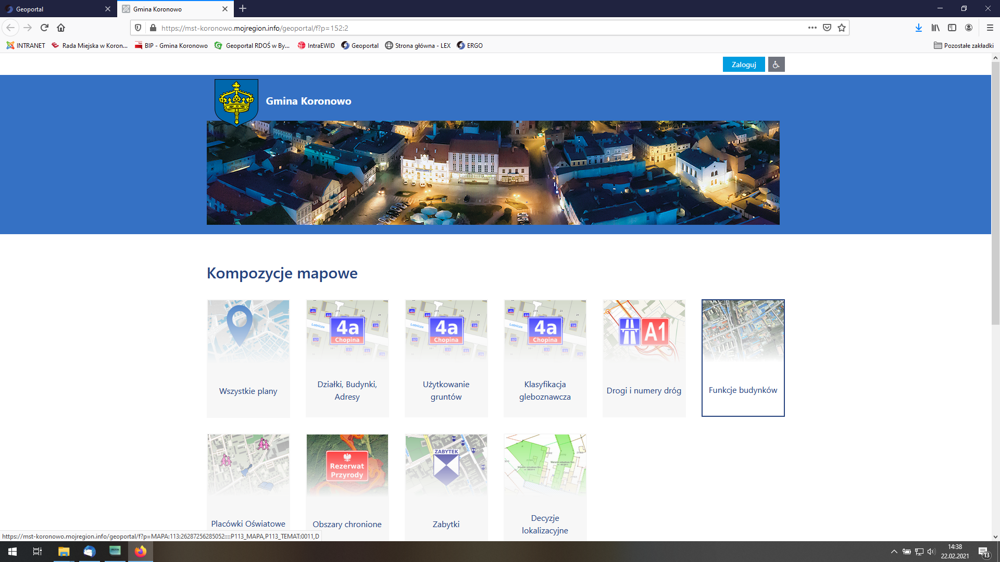 Geoportal
Gmina Koronowo
https://mst-koronowo.mojregion.info/geoportal/f?p=152:2
INTRANET
Rada Miejska w Koron...
BIP - Gmina Koronowo
Geoportal RDOŚ w By...
IntraEWID
Geoportal
Strona główna - LEX
ERGO
Pozostałe zakładki
Zaloguj
Gmina Koronowo
Kompozycje mapowe
4a
Chopina
Lotnicza
4a
Chopina
Lotnicza
4a
Chopina
Lotnicza
A1
Wszystkie plany
Działki, Budynki,
Adresy
Użytkowanie
gruntów
Klasyfikacja
gleboznawcza
Drogi i numery dróg
Funkcje budynków
Rezerwat
Przyrody
ZABYTEK
Placówki Oświatowe
Obszary chronione
Zabytki
Decyzje
lokalizacyjne
https://mst-koronowo.mojregion.info/geoportal/f?p=MAPA:113:26287256285052::::P113_MAPA,P113_TEMAT:0011,D
14:38
22.02.2021
13